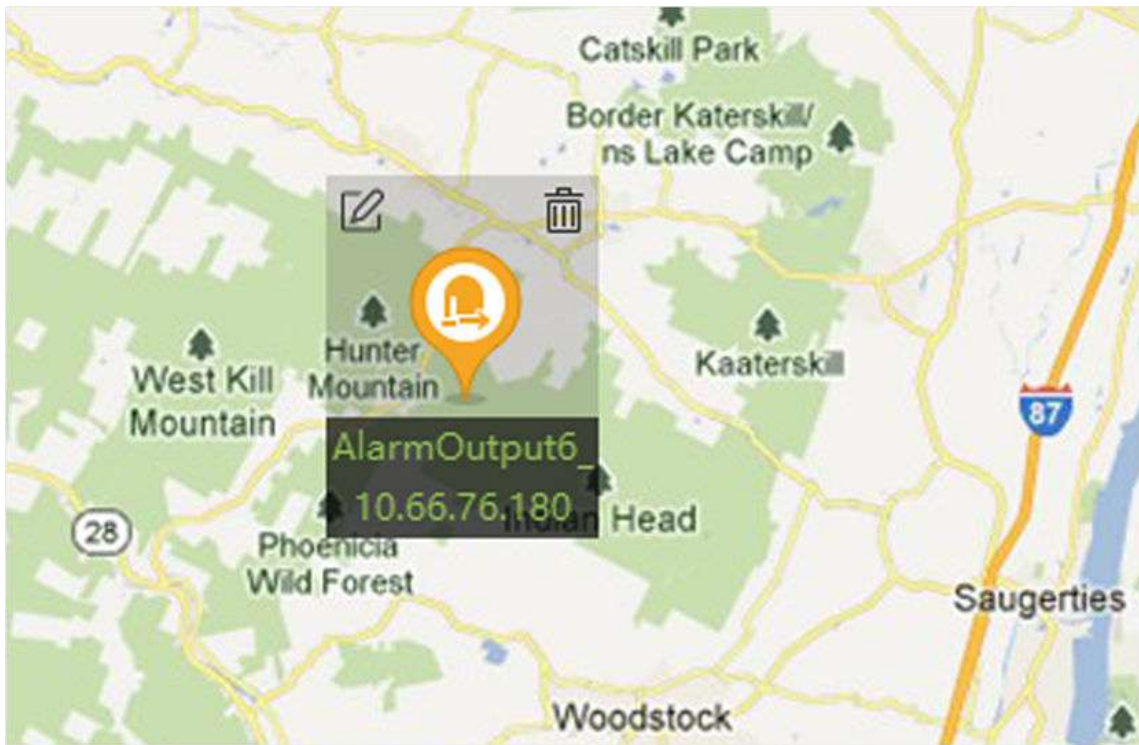 Catskill Park
Border Katerskill/
ns Lake Camp
Hunter
Mountain
West Kill
Mountain
Kaaterskill
87
AlarmOutput6_
10.66.76.180
Indian Head
28
Phoenicia
Wild Forest
Saugerties
Woodstock